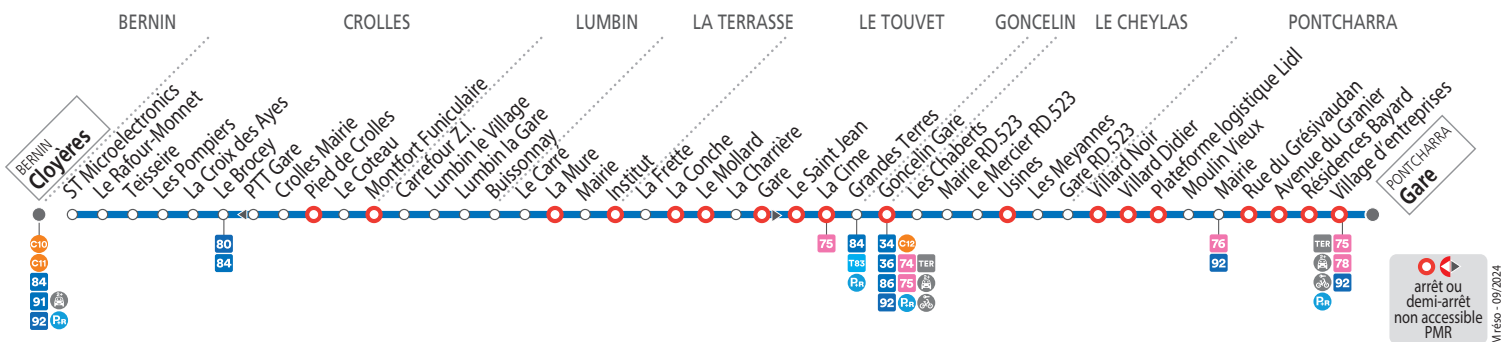 BERNIN
CROLLES
LUMBIN
LA TERRASSE
LE TOUVET
GONCELIN
LE CHEYLAS
PONTCHARRA
BERNIN
Cloyères
ST Microelectronics
Le Rafour-Monnet
Teisseire
Les Pompiers
La Croix des Ayes
Le Brocey
PTT Gare
Crolles Mairie
Pied de Crolles
Le Coteau
Montfort Funiculaire
Carrefour Z.I.
Lumbin le Village
Lumbin la Gare
Buissonnay
Le Carré
La Mure
Mairie
Institut
La Frette
La Conche
Le Mollard
La Charrière
Gare
Le Saint Jean
La Cime
Grandes Terres
Goncelin Gare
Les Chaberts
Mairie RD 523
Le Mercier RD 523
Usines
Les Meyannes
Gare RD 523
Villard Noir
Villard Didier
Plateforme logistique Lidl
Moulin Vieux
Mairie
Rue du Grésivaudan
Avenue du Granier
Résidences Bayard
Village d'entreprises
PONTCHARRA
Gare
C10
C11
84
91
92 P+R
80
84
75
84
T83
P+R
34 C12
36 74 TER
86 75
92 P+R
76
92
TER 75
78
92
P+R
arrêt ou
demi-arrêt
non accessible
PMR
M réso - 09/2024